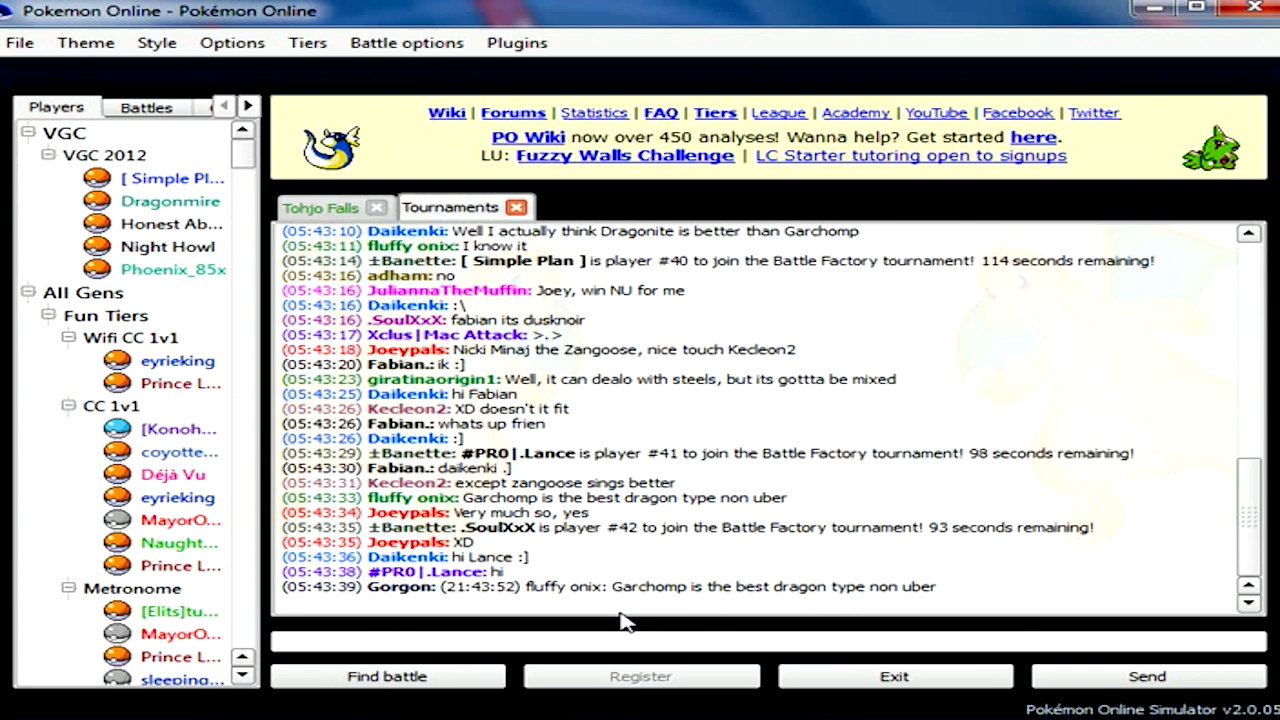 Pokemon Online - Pokémon Online
File Theme Style Options Tiers Battle options Plugins
Players Battles
VGC
VGC 2012
[ Simple Pl...
Dragonmire
Honest Ab...
Night Howl
Phoenix_85x
All Gens
Fun Tiers
Wifi CC 1v1
eyrieking
Prince L...
CC 1v1
[Konoh...
coyotte...
Déjà Vu
eyrieking
MayorO...
Naught...
Prince L...
Metronome
[Elits]tu...
MayorO...
Prince L...
sleeping...
Wiki | Forums | Statistics | FAQ | Tiers | League | Academy | YouTube | Facebook | Twitter
PO Wiki now over 450 analyses! Wanna help? Get started here.
LU: Fuzzy Walls Challenge | LC Starter tutoring open to signups
Tohjo Falls Tournaments
(05:43:10) Daikenki: Well I actually think Dragonite is better than Garchomp
(05:43:11) fluffy onix: I know it
(05:43:14) ±Banette: [ Simple Plan ] is player #40 to join the Battle Factory tournament! 114 seconds remaining!
(05:43:16) adham: no
(05:43:16) JuliannaTheMuffin: Joey, win NU for me
(05:43:16) Daikenki: :\
(05:43:16) .SoulXxX: fabian its dusknoir
(05:43:17) Xclus|Mac Attack: >.>
(05:43:18) Joeypals: Nicki Minaj the Zangoose, nice touch Kecleon2
(05:43:20) Fabian.: ik :]
(05:43:23) giratinaorigin1: Well, it can dealo with steels, but its gottta be mixed
(05:43:25) Daikenki: hi Fabian
(05:43:26) Kecleon2: XD doesn't it fit
(05:43:26) Fabian.: whats up frien
(05:43:26) Daikenki: :]
(05:43:29) ±Banette: #PR0|.Lance is player #41 to join the Battle Factory tournament! 98 seconds remaining!
(05:43:30) Fabian.: daikenki .]
(05:43:31) Kecleon2: except zangoose sings better
(05:43:33) fluffy onix: Garchomp is the best dragon type non uber
(05:43:34) Joeypals: Very much so, yes
(05:43:35) ±Banette: .SoulXxX is player #42 to join the Battle Factory tournament! 93 seconds remaining!
(05:43:35) Joeypals: XD
(05:43:36) Daikenki: hi Lance :]
(05:43:38) #PR0|.Lance: hi
(05:43:39) Gorgon: (21:43:52) fluffy onix: Garchomp is the best dragon type non uber
Find battle Register Exit Send
Pokémon Online Simulator v2.0.05